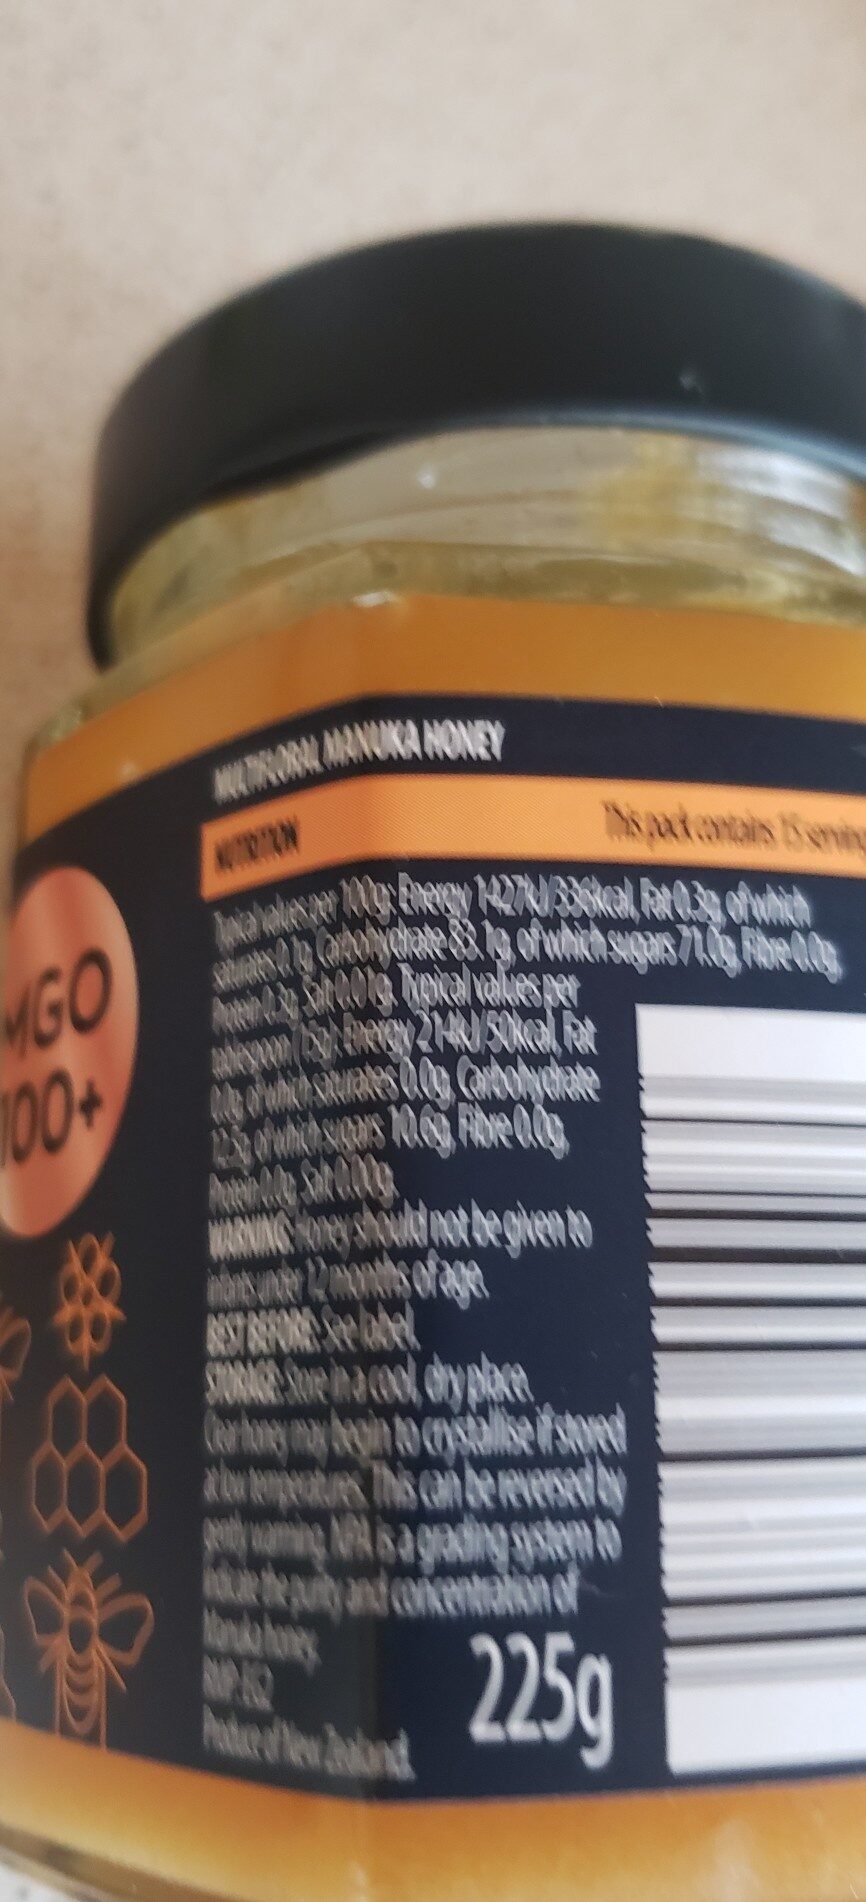 MULTIFLORAL MANUKA HONEY
NUTRITION
This pack contains 15 serving
Typical values per 100g: Energy 1427kJ/336kcal, Fat 0.3g, of which
saturates 0.1g, Carbohydrate 83.1g, of which sugars 71.0g, Fibre 0.0g,
Protein 0.3g, Salt 0.01g. Typical values per
tablespoon (15g): Energy 214kJ/50kcal, Fat
0.0g, of which saturates 0.0g, Carbohydrate
12.5g, of which sugars 10.6g, Fibre 0.0g,
Protein 0.0g, Salt 0.00g.
WARNING: Honey should not be given to
infants under 12 months of age.
BEST BEFORE: See label.
STORAGE: Store in a cool, dry place.
Clear honey may begin to crystallise if stored
at low temperatures. This can be reversed by
gently warming. is a grading system to
indicate the purity and concentration of
Manuka honey.
Produce of New Zealand.
225g
MGO
100+